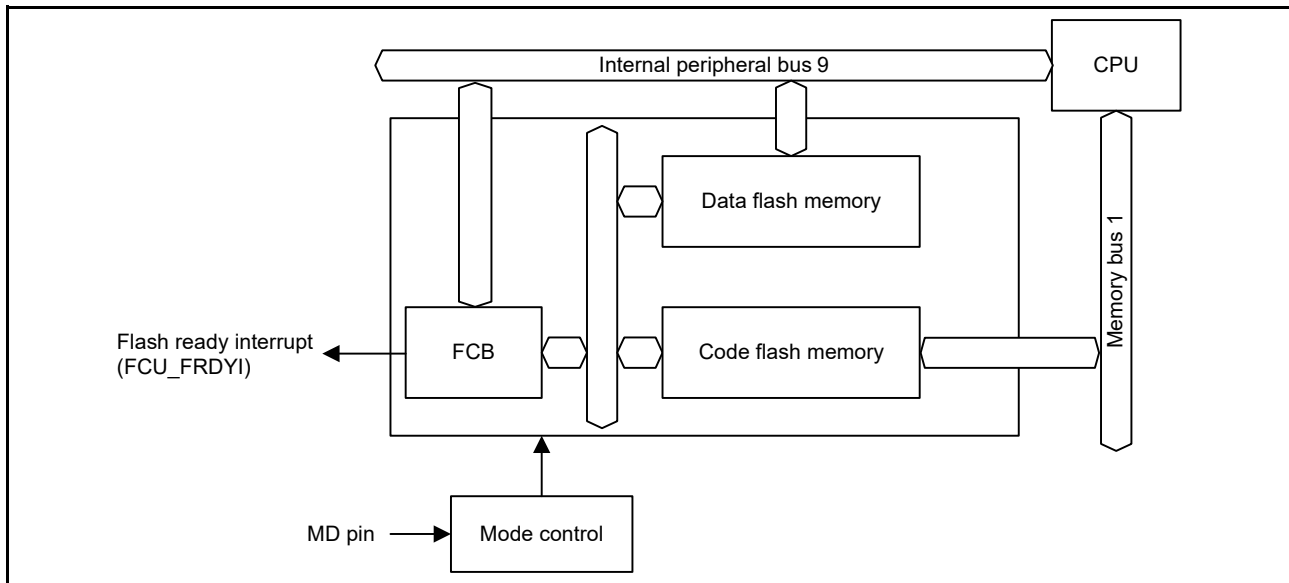 Internal peripheral bus 9
CPU
Data flash memory
Memory bus 1
Flash ready interrupt
(FCU_FRDYI)
FCB
Code flash memory
MD pin
Mode control